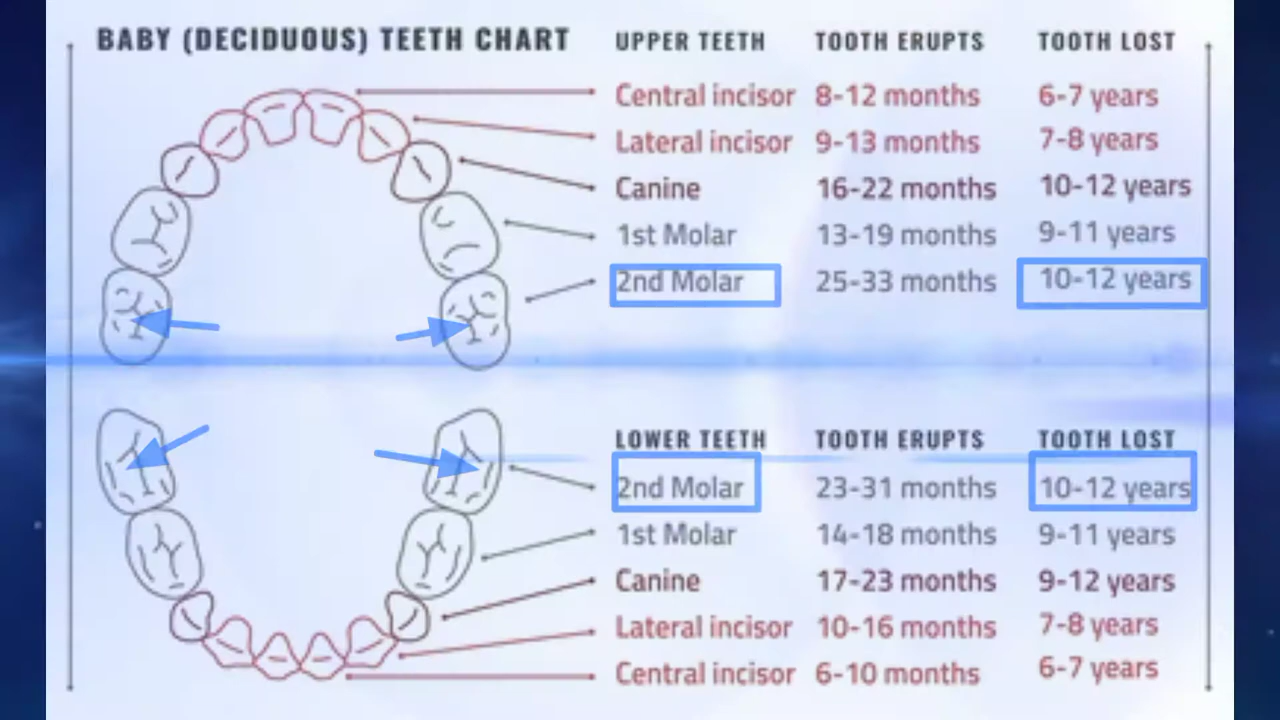 BABY (DECIDUOUS) TEETH CHART
UPPER TEETH TOOTH ERUPTS TOOTH LOST
Central incisor 8-12 months 6-7 years
Lateral incisor 9-13 months 7-8 years
Canine 16-22 months 10-12 years
1st Molar 13-19 months 9-11 years
2nd Molar 25-33 months 10-12 years
LOWER TEETH TOOTH ERUPTS TOOTH LOST
2nd Molar 23-31 months 10-12 years
1st Molar 14-18 months 9-11 years
Canine 17-23 months 9-12 years
Lateral incisor 10-16 months 7-8 years
Central incisor 6-10 months 6-7 years